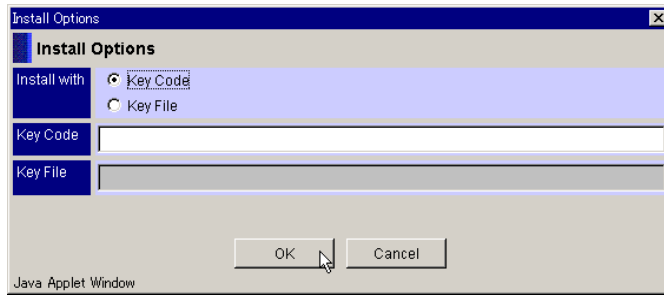 Install Options
Install Options
Install with
Key Code
Key File
Key Code
Key File
OK
Cancel
Java Applet Window